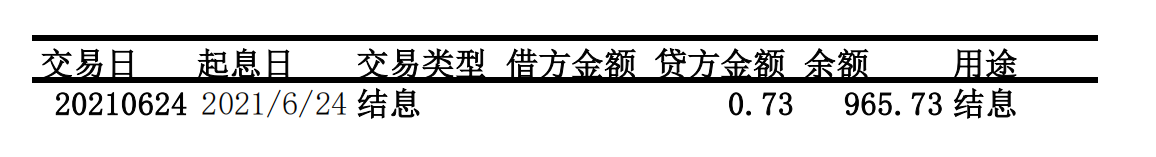 交易日 起息日 交易类型 借方金额 贷方金额 余额 用途
20210624 2021/6/24 结息 0.73 965.73 结息